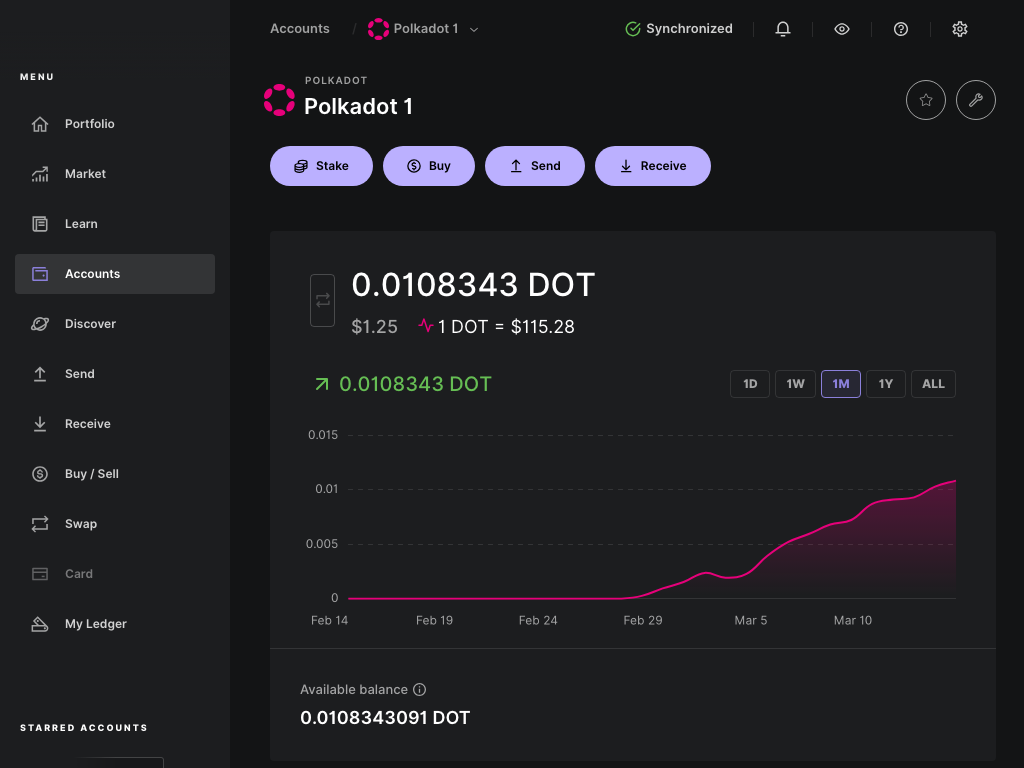 Accounts / Polkadot 1
Synchronized
MENU
Portfolio
Market
Learn
Accounts
Discover
Send
Receive
Buy / Sell
Swap
Card
My Ledger
STARRED ACCOUNTS
POLKADOT
Polkadot 1
Stake
Buy
Send
Receive
0.0108343 DOT
$1.25 1 DOT = $115.28
0.0108343 DOT
1D 1W 1M 1Y ALL
0.015
0.01
0.005
0
Feb 14 Feb 19 Feb 24 Feb 29 Mar 5 Mar 10
Available balance
0.0108343091 DOT